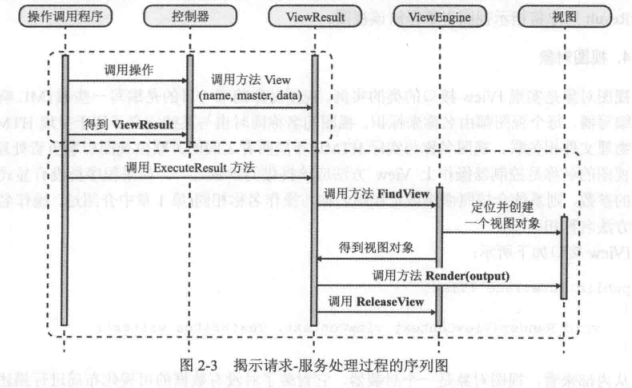 操作调用程序
控制器
ViewResult
ViewEngine
视图
调用操作
调用方法 View
(name, master, data)
得到 ViewResult
调用 ExecuteResult 方法
调用方法 FindView
定位并创建
一个视图对象
得到视图对象
调用方法 Render(output)
调用 ReleaseView
图 2-3 揭示请求-服务处理过程的序列图